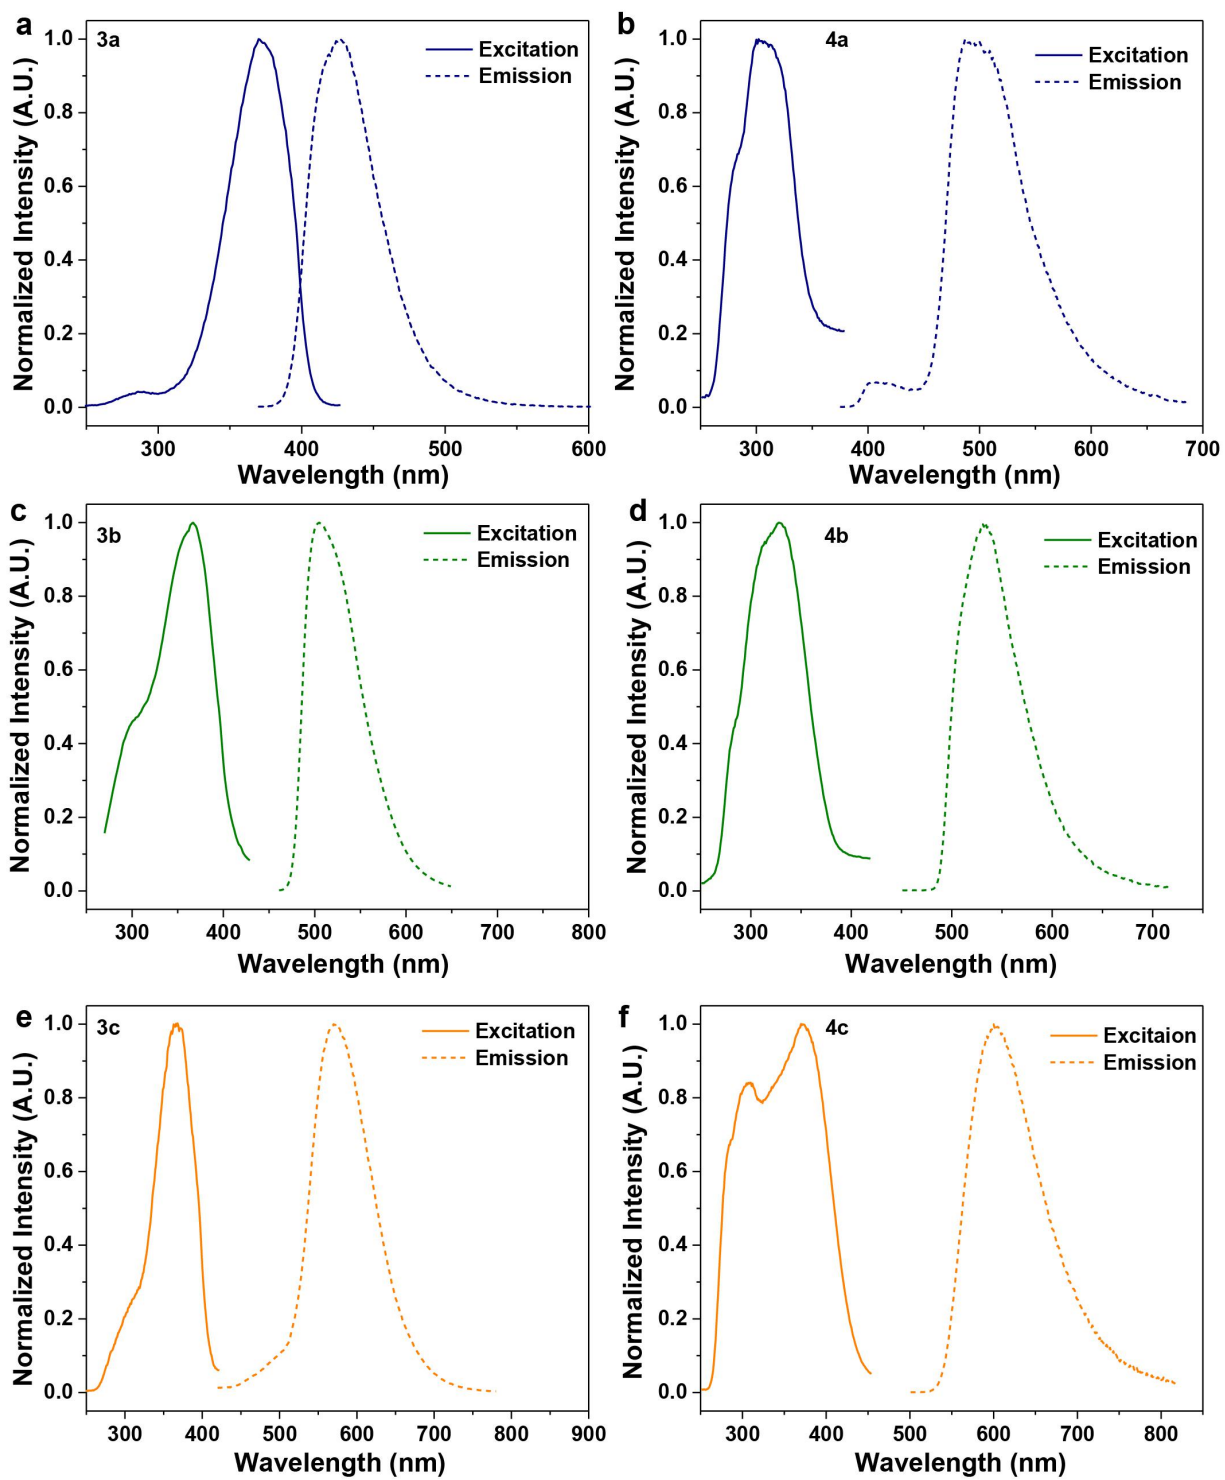 a
3a
Excitation
Emission
Normalized Intensity (A.U.)
1.0
0.8
0.6
0.4
0.2
0.0
300 400 500 600
Wavelength (nm)
b
4a
Excitation
Emission
Normalized Intensity (A.U.)
1.0
0.8
0.6
0.4
0.2
0.0
300 400 500 600 700
Wavelength (nm)
c
3b
Excitation
Emission
Normalized Intensity (A.U.)
1.0
0.8
0.6
0.4
0.2
0.0
300 400 500 600 700 800
Wavelength (nm)
d
4b
Excitation
Emission
Normalized Intensity (A.U.)
1.0
0.8
0.6
0.4
0.2
0.0
300 400 500 600 700
Wavelength (nm)
e
3c
Excitation
Emission
Normalized Intensity (A.U.)
1.0
0.8
0.6
0.4
0.2
0.0
300 400 500 600 700 800 900
Wavelength (nm)
f
4c
Excitaion
Emission
Normalized Intensity (A.U.)
1.0
0.8
0.6
0.4
0.2
0.0
300 400 500 600 700 800
Wavelength (nm)